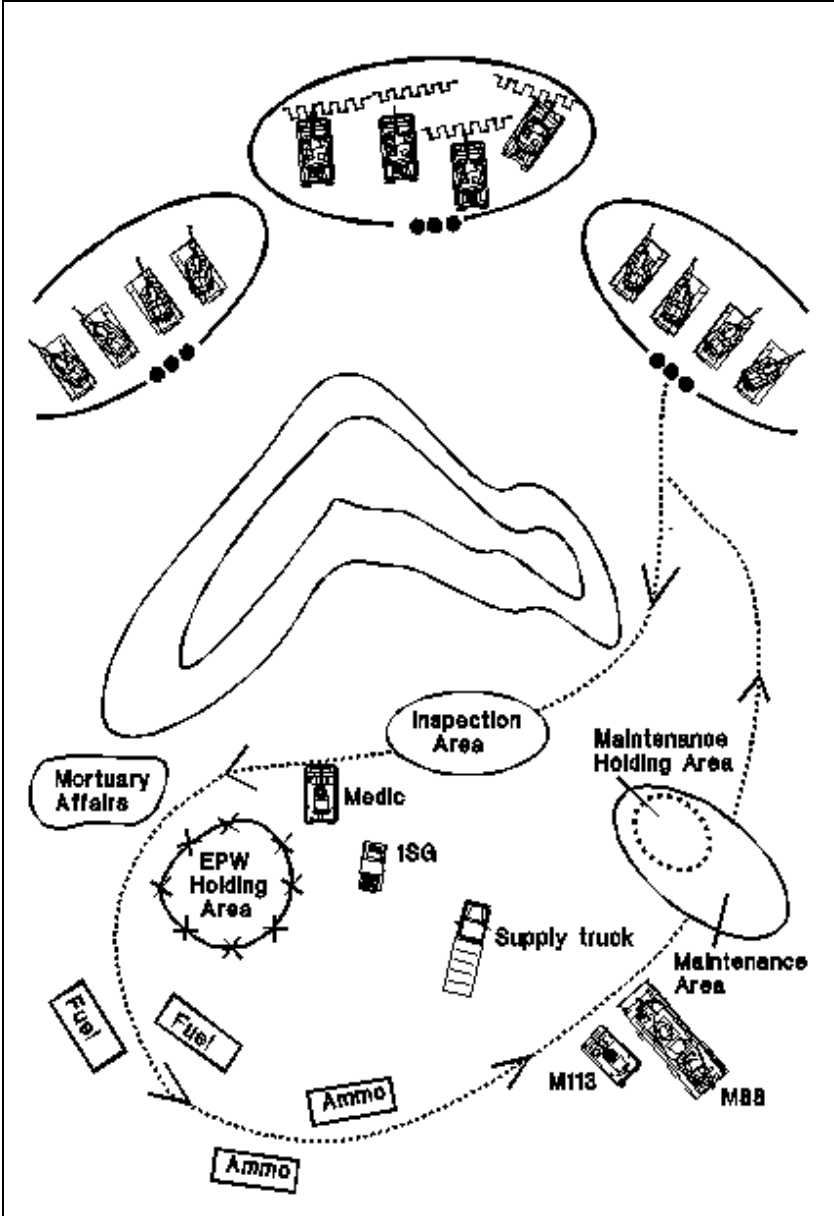 Inspection
Area
Maintenance
Holding Area
Mortuary
Affairs
Medic
1SG
EPW
Holding
Area
Supply truck
Maintenance
Area
Fuel
Fuel
M113
M88
Ammo
Ammo